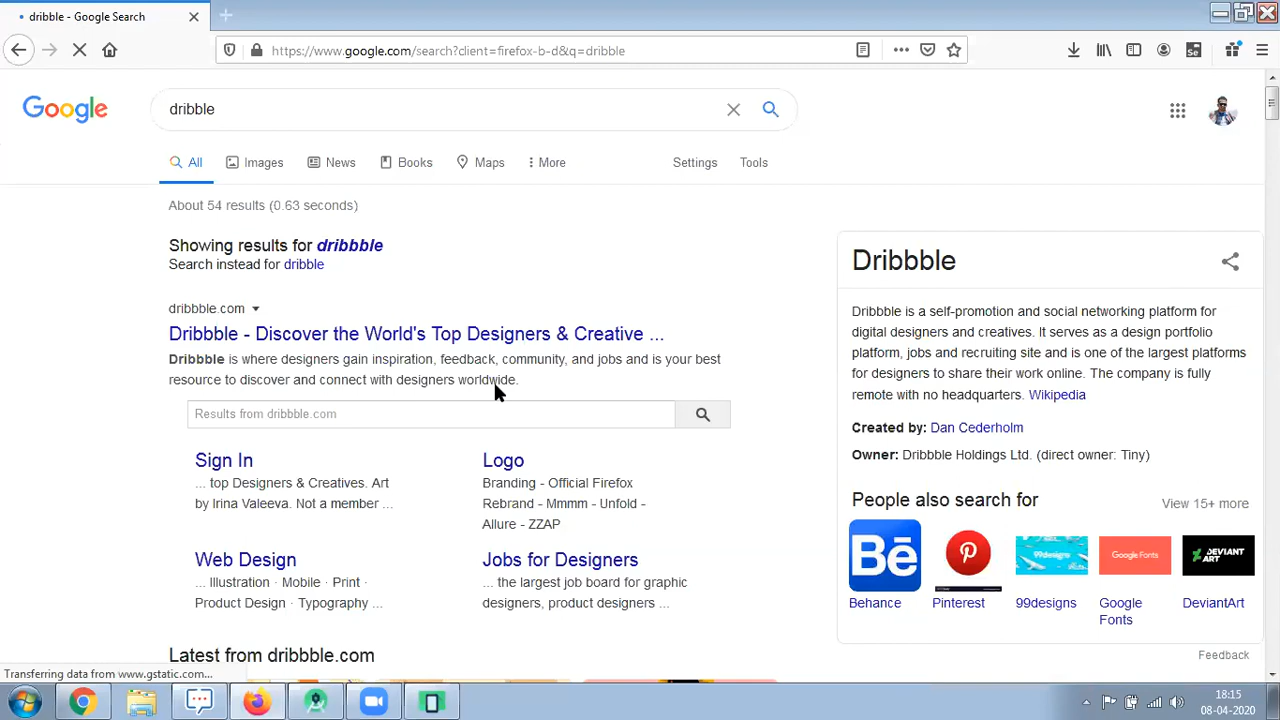 dribble - Google Search
https://www.google.com/search?client=firefox-b-d&q=dribble
Google
dribble
All
Images
News
Books
Maps
More
Settings
Tools
About 54 results (0.63 seconds)
Showing results for dribbble
Search instead for dribble
dribbble.com
Dribbble - Discover the World's Top Designers & Creative ...
Dribbble is where designers gain inspiration, feedback, community, and jobs and is your best
resource to discover and connect with designers worldwide.
Results from dribbble.com
Sign In
... top Designers & Creatives. Art
by Irina Valeeva. Not a member ...
Logo
Branding - Official Firefox
Rebrand - Mmmm - Unfold -
Allure - ZZAP
Web Design
... Illustration · Mobile · Print ·
Product Design · Typography ...
Jobs for Designers
... the largest job board for graphic
designers, product designers ...
Latest from dribbble.com
Dribbble
Dribbble is a self-promotion and social networking platform for
digital designers and creatives. It serves as a design portfolio
platform, jobs and recruiting site and is one of the largest platforms
for designers to share their work online. The company is fully
remote with no headquarters. Wikipedia
Created by: Dan Cederholm
Owner: Dribbble Holdings Ltd. (direct owner: Tiny)
People also search for
View 15+ more
Bē
99designs
Google Fonts
DEVIANT
ART
Behance
Pinterest
99designs
Google
Fonts
DeviantArt
Feedback
Transferring data from www.gstatic.com...
18:15
08-04-2020